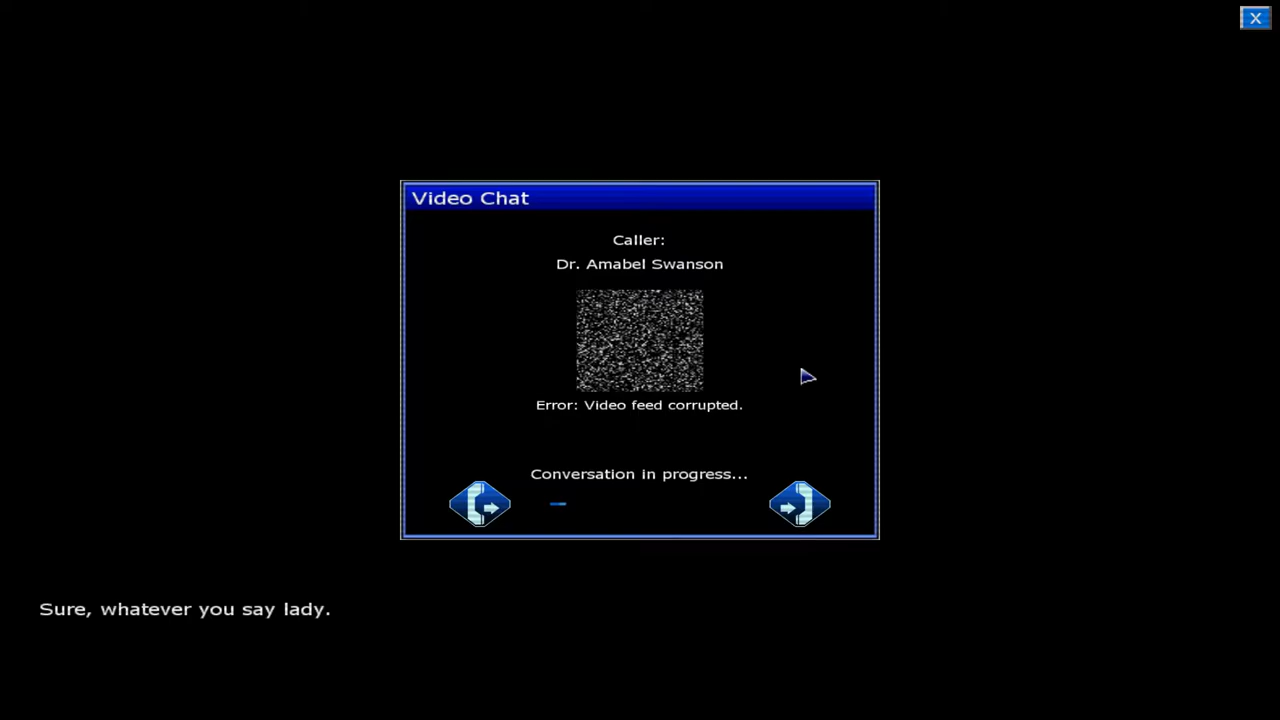 X
Video Chat
Caller:
Dr. Amabel Swanson
Error: Video feed corrupted.
Conversation in progress...
Sure, whatever you say lady.